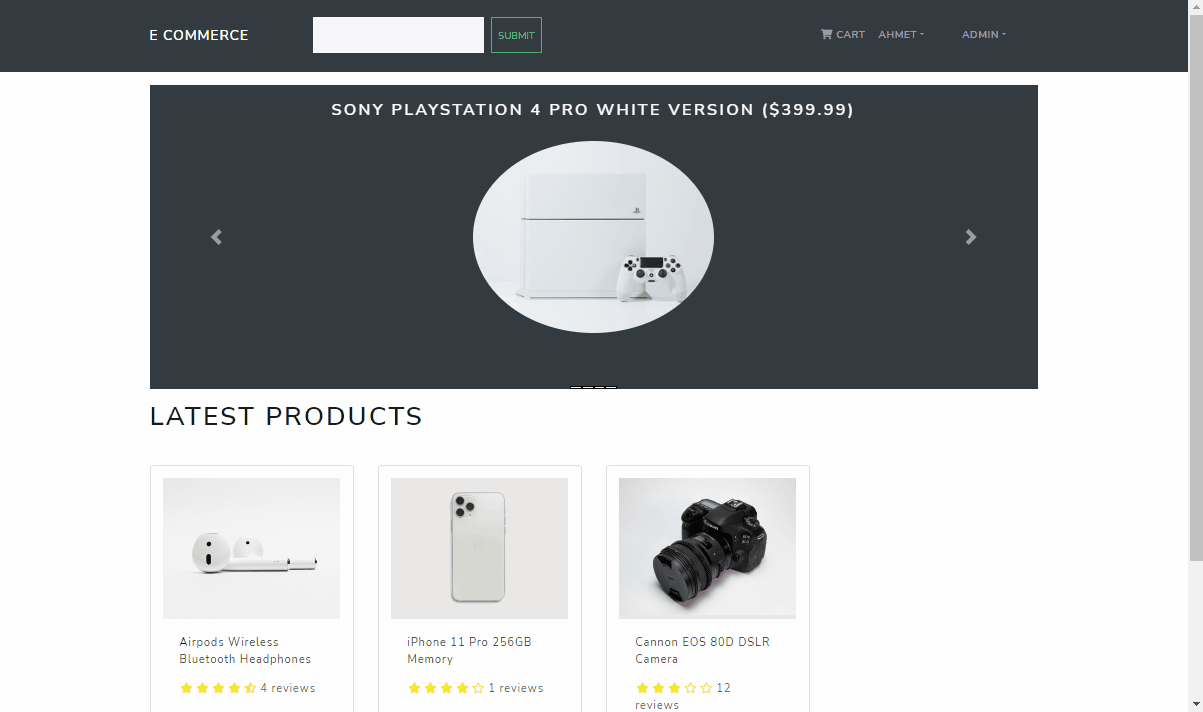 E COMMERCE
SUBMIT
CART
AHMET
ADMIN
SONY PLAYSTATION 4 PRO WHITE VERSION ($399.99)
LATEST PRODUCTS
Airpods Wireless
Bluetooth Headphones
4 reviews
iPhone 11 Pro 256GB
Memory
1 reviews
Cannon EOS 80D DSLR
Camera
12
reviews